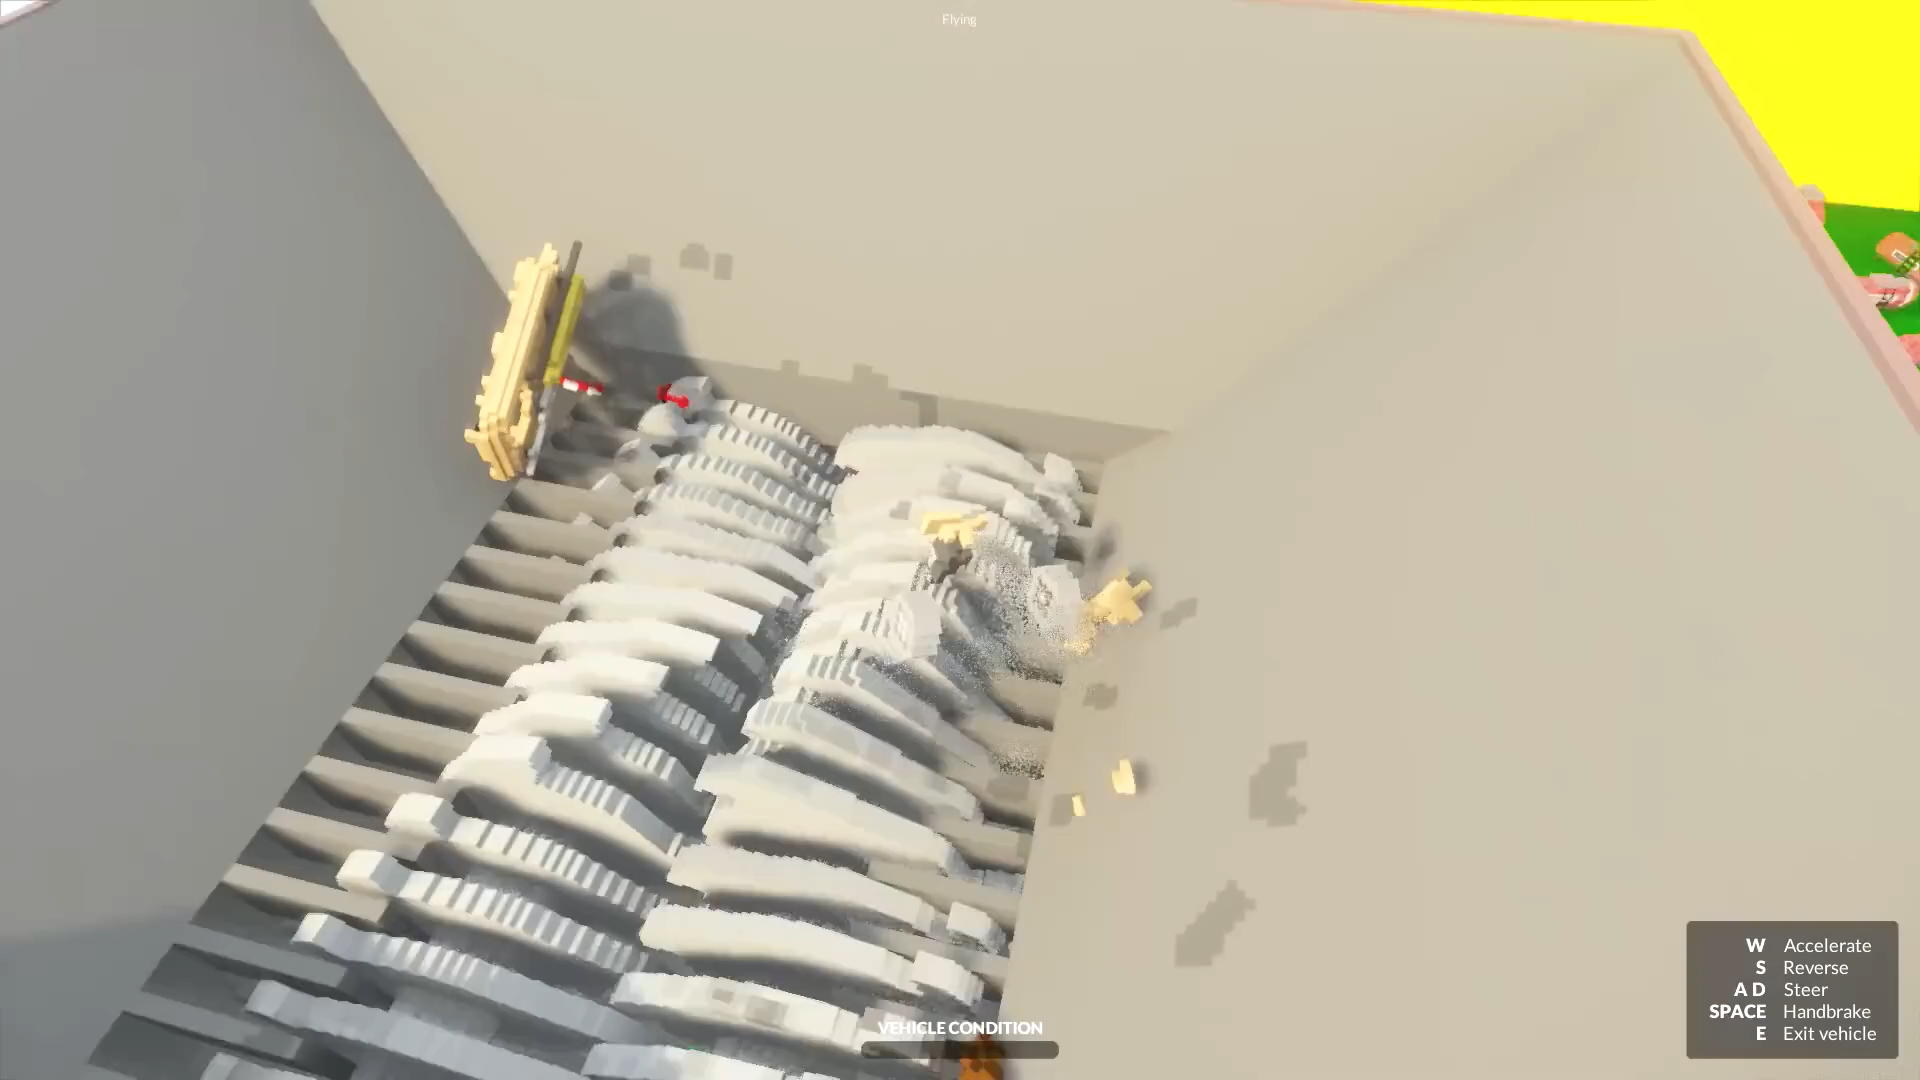 Flying
VEHICLE CONDITION
W Accelerate
S Reverse
A D Steer
SPACE Handbrake
E Exit vehicle